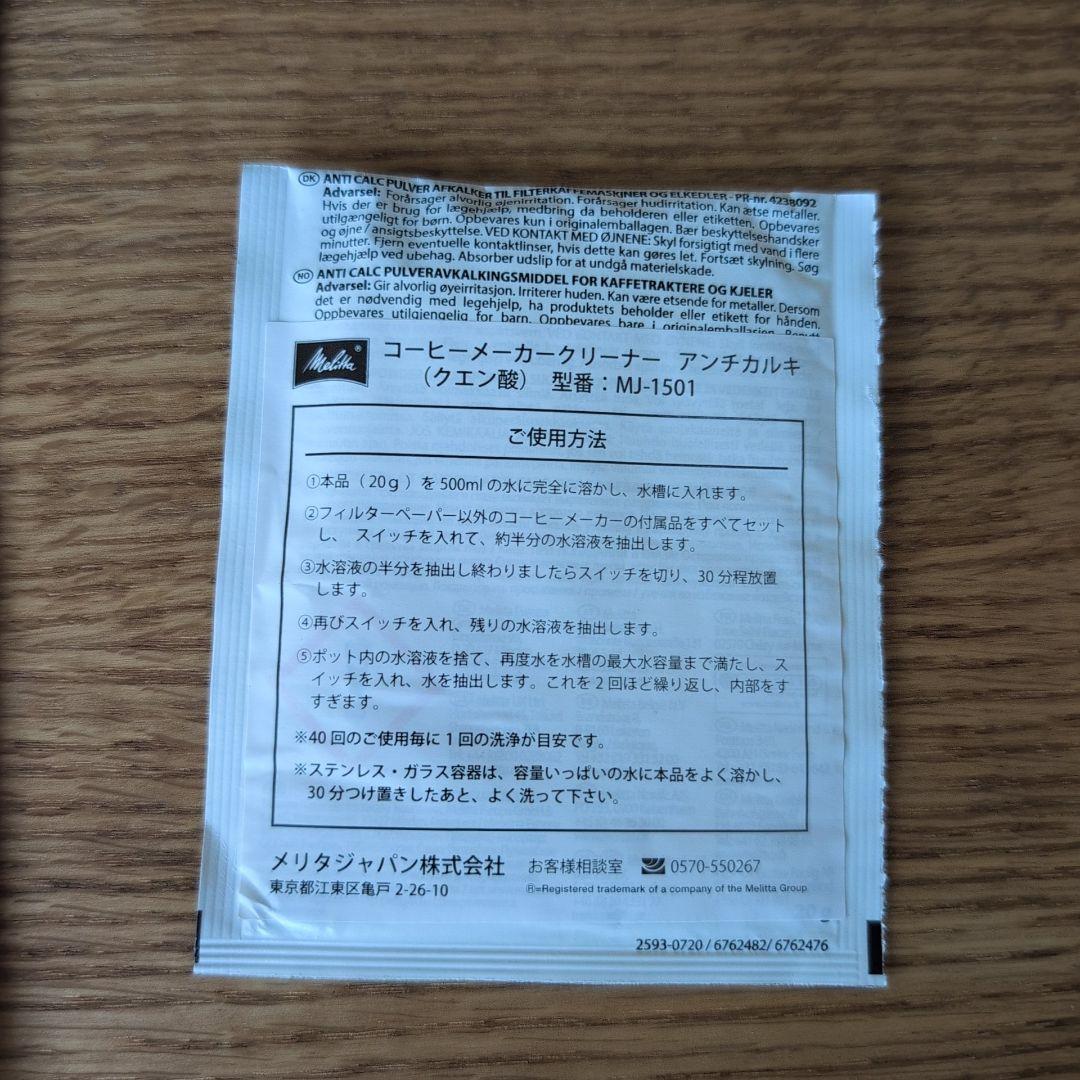 DK ANTI CALC PULVER AFKALKER TIL FILTERKAFFEMASKINER OG ELKEDLER - PR-nr. 4238092
Advarsel: Forårsager alvorlig øjenirritation. Forårsager hudirritation. Kan ætse metaller.
Hvis der er brug for lægehjælp, medbring da beholderen eller etiketten. Opbevares
utilgængeligt for børn. Opbevares kun i originalemballagen. Bær beskyttelseshandsker
og øjne / ansigtsbeskyttelse. VED KONTAKT MED ØJNENE: Skyl forsigtigt med vand i flere
minutter. Fjern eventuelle kontaktlinser, hvis dette kan gøres let. Fortsæt skylning. Søg
lægehjælp ved ubehag. Absorber udslip for at undgå materielskade.
NO ANTI CALC PULVERAVKALKINGSMIDDEL FOR KAFFETRAKTERE OG KJELER
Advarsel: Gir alvorlig øyeirritasjon. Irriterer huden. Kan være etsende for metaller. Dersom
det er nødvendig med legehjelp, ha produktets beholder eller etikett for hånden.
Oppbevares utilgjengelig for barn. Oppbevares bare i originalemballasjen.
Melitta®
コーヒーメーカークリーナー アンチカルキ
（クエン酸） 型番：MJ-1501
ご使用方法
①本品（20g）を500mlの水に完全に溶かし、水槽に入れます。
②フィルターペーパー以外のコーヒーメーカーの付属品をすべてセット
し、 スイッチを入れて、約半分の水溶液を抽出します。
③水溶液の半分を抽出し終わりましたらスイッチを切り、30分程放置
します。
④再びスイッチを入れ、残りの水溶液を抽出します。
⑤ポット内の水溶液を捨て、再度水を水槽の最大水容量まで満たし、ス
イッチを入れ、水を抽出します。これを2回ほど繰り返し、内部をす
すぎます。
※40回のご使用毎に1回の洗浄が目安です。
※ステンレス・ガラス容器は、容量いっぱいの水に本品をよく溶かし、
30分つけ置きしたあと、よく洗って下さい。
メリタジャパン株式会社 お客様相談室 0570-550267
東京都江東区亀戸 2-26-10 ®=Registered trademark of a company of the Melitta Group
20 g
2593-0720 / 6762482/ 6762476